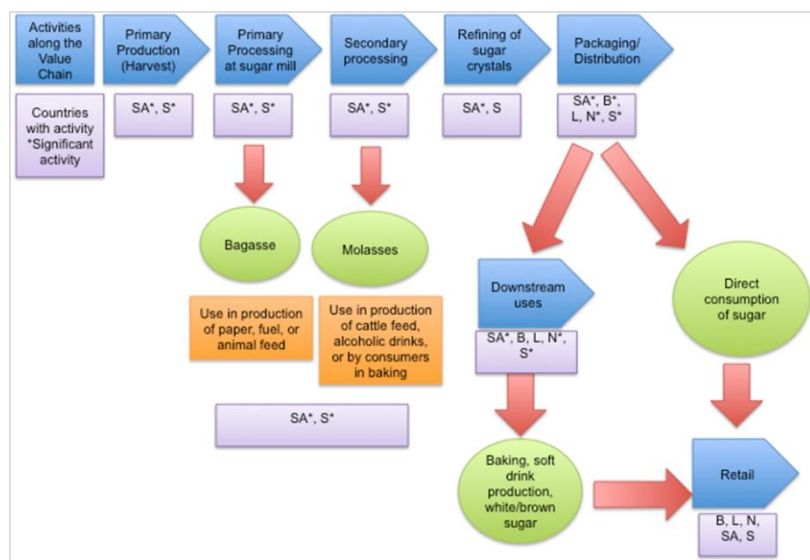 Activities
along the
Value
Chain
Primary
Production
(Harvest)
Primary
Processing
at sugar mill
Secondary
processing
Refining of
sugar
crystals
Packaging/
Distribution
Countries
with activity
*Significant
activity
SA*, S*
SA*, S*
SA*, S*
SA*, S
SA*, B*,
L, N*, S*
Bagasse
Molasses
Use in production
of paper, fuel, or
animal feed
Use in production
of cattle feed,
alcoholic drinks,
or by consumers
in baking
SA*, S*
Downstream
uses
SA*, B, L, N*,
S*
Direct
consumption
of sugar
Baking, soft
drink
production,
white/brown
sugar
Retail
B, L, N,
SA, S